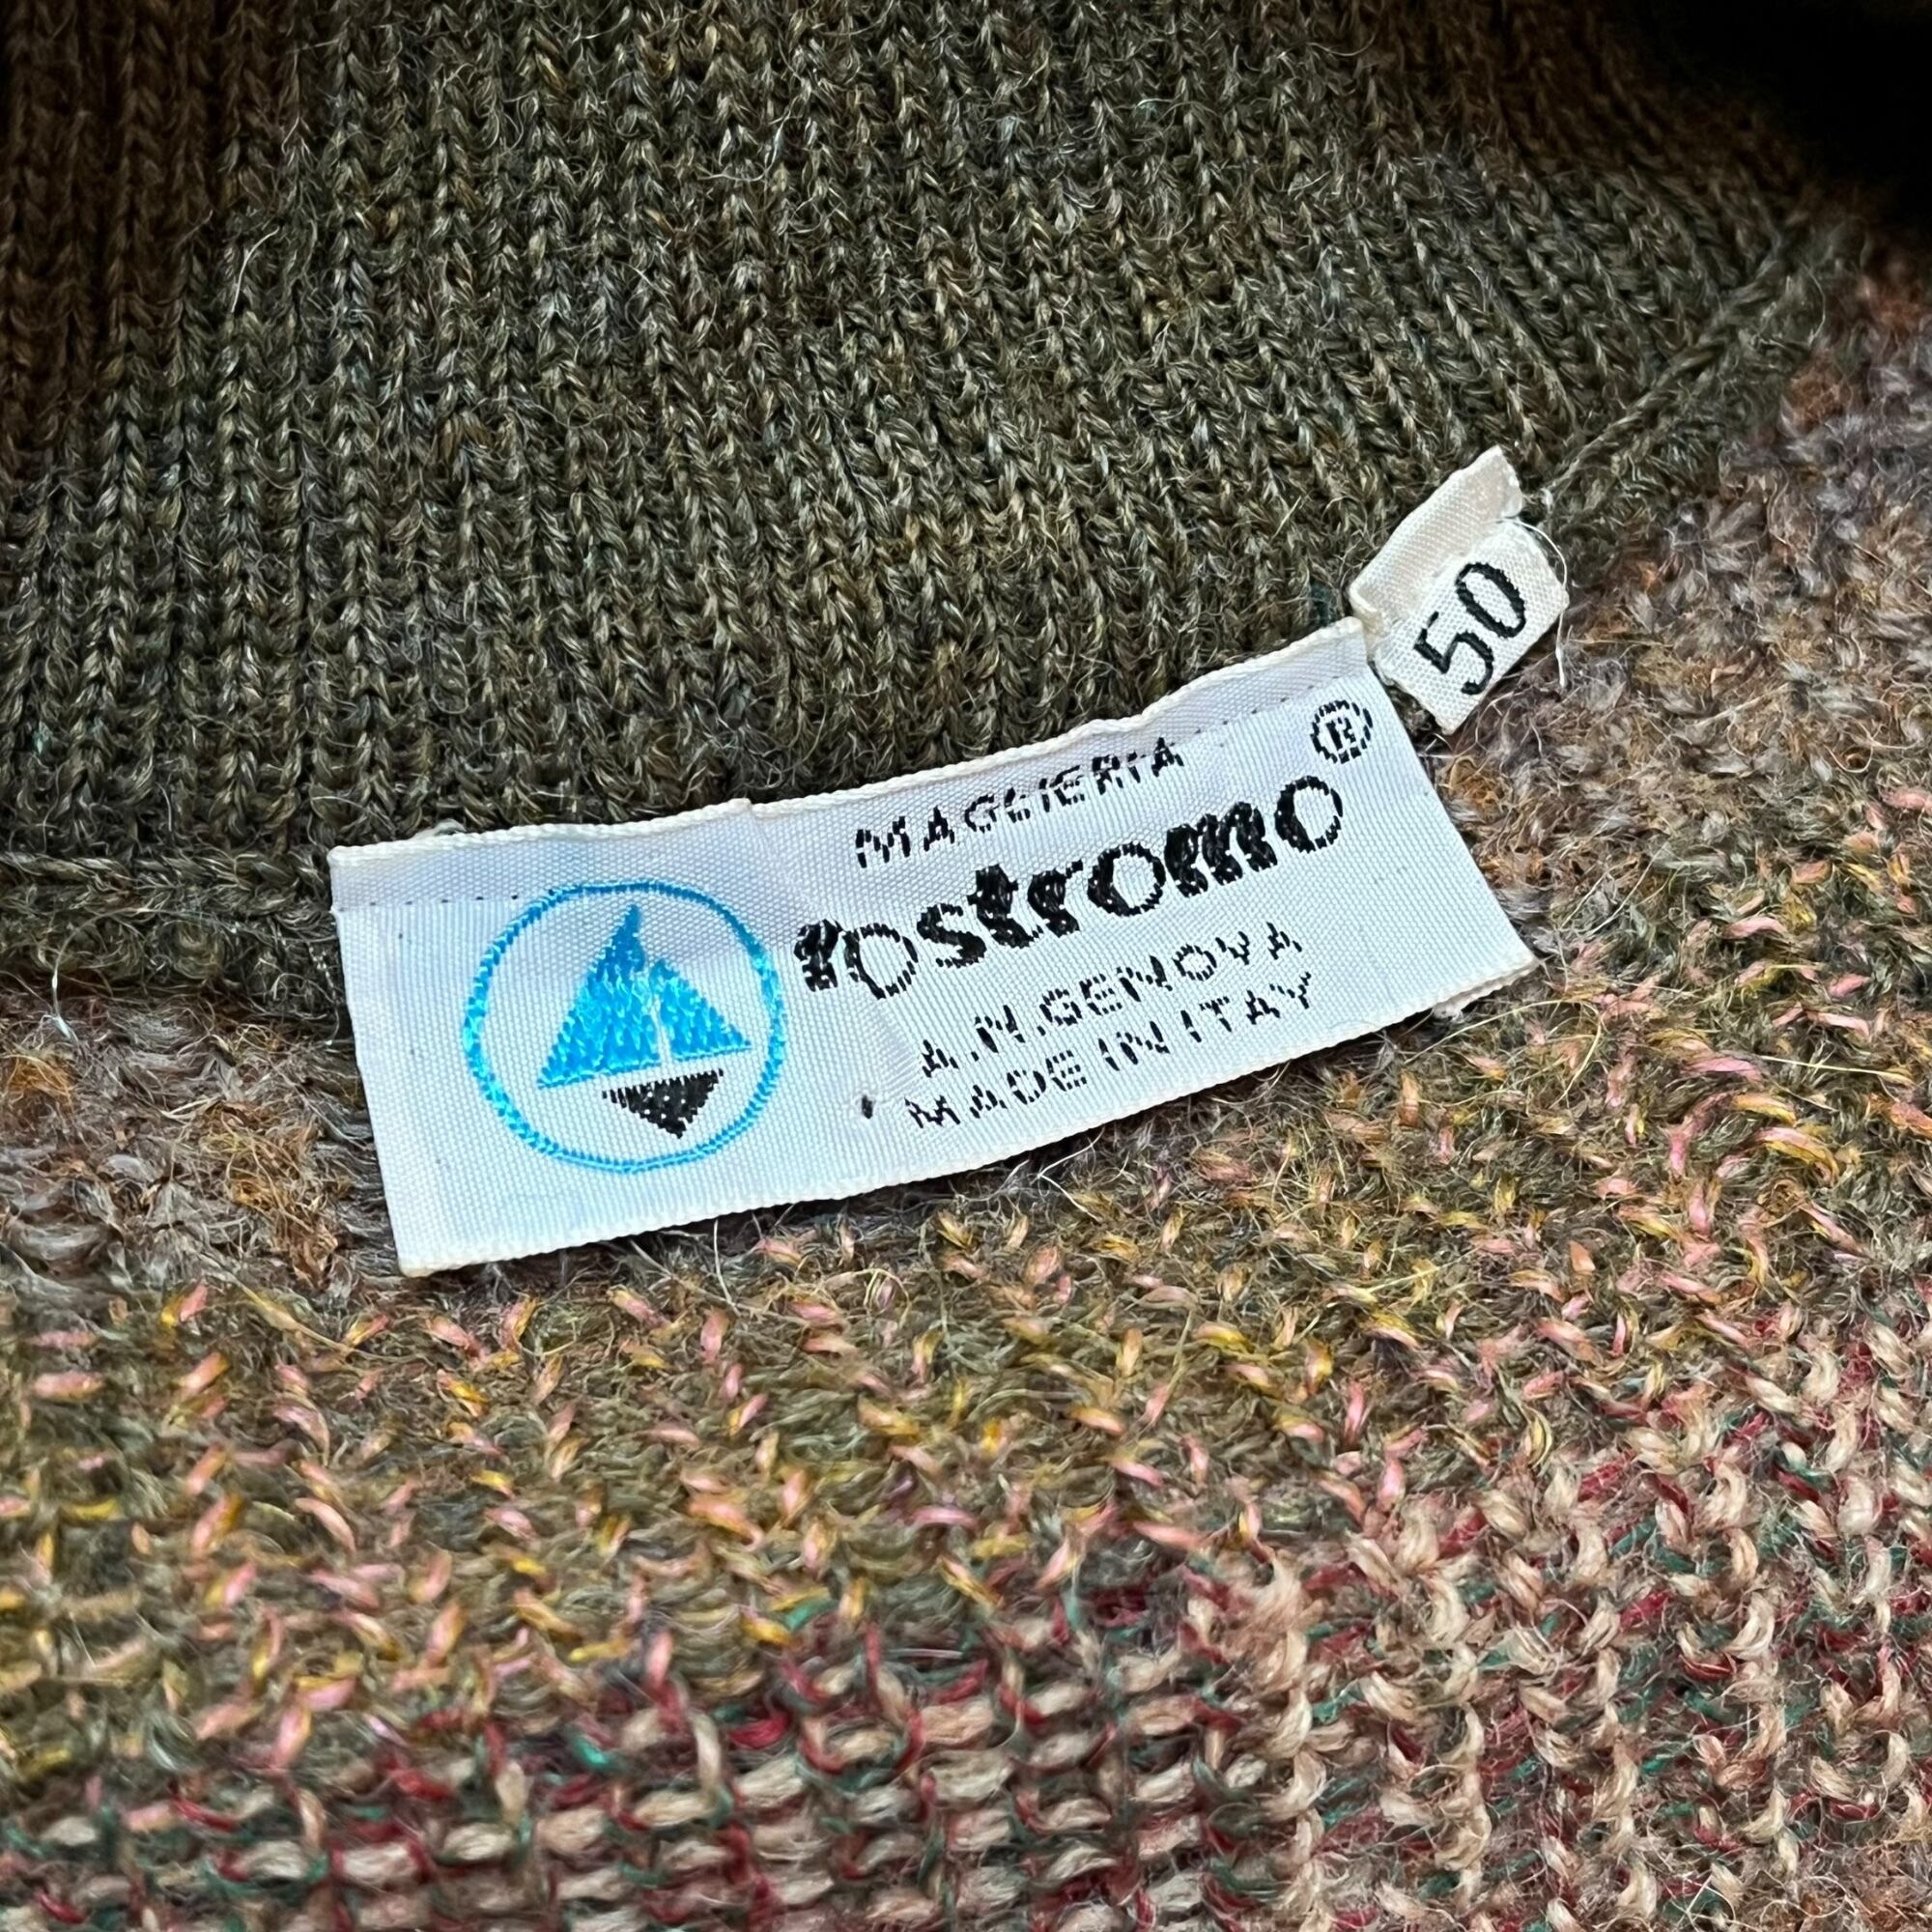 MAGLIERIA
nostromo ®
A.N.GENOVA
MADE IN ITAY
50